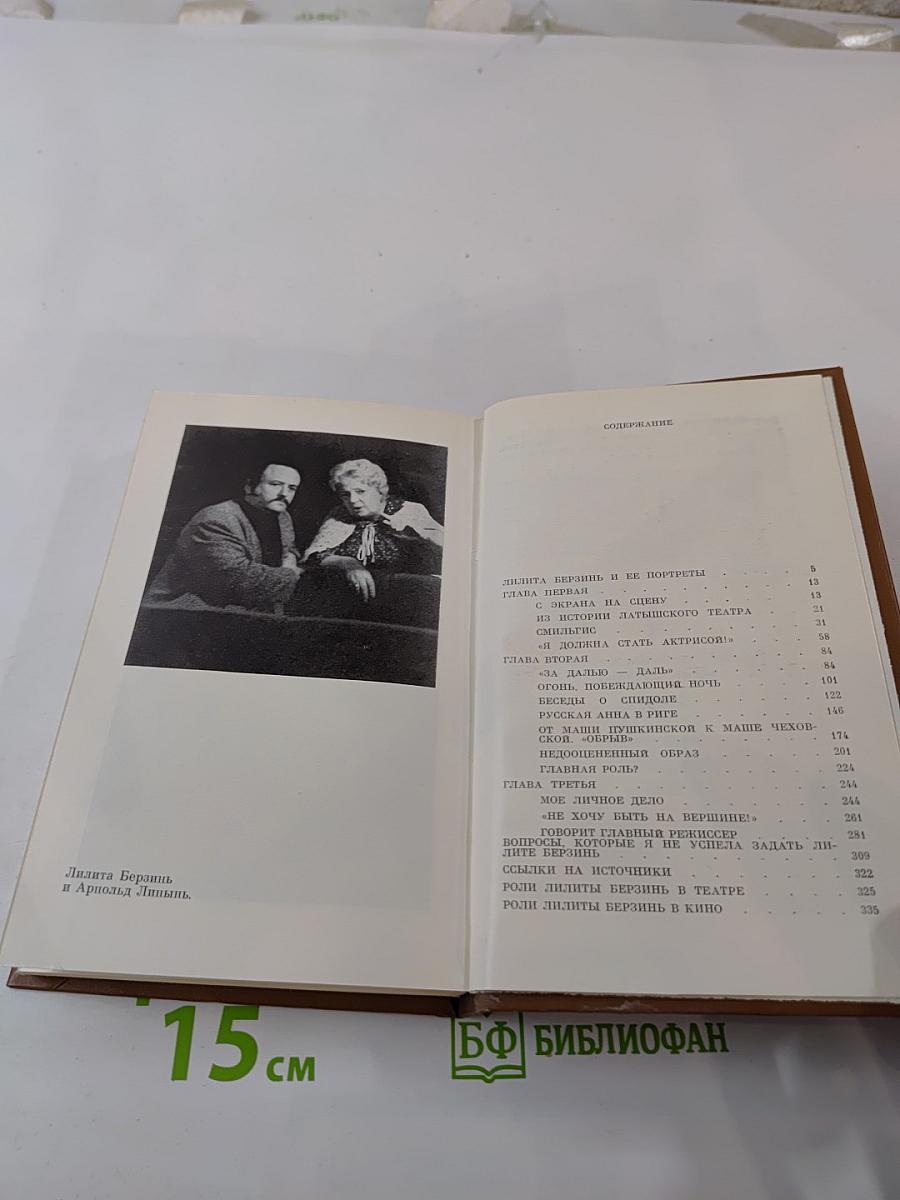 Лилита Берзинь
и Арнольд Линынь.
СОДЕРЖАНИЕ
ЛИЛИТА БЕРЗИНЬ И ЕЕ ПОРТРЕТЫ . . . . 5
ГЛАВА ПЕРВАЯ . . . . . . . . . . 13
С ЭКРАНА НА СЦЕНУ . . . . . . . 13
ИЗ ИСТОРИИ ЛАТЫШСКОГО ТЕАТРА . . 21
СМИЛЬГИС . . . . . . . . . 31
«Я ДОЛЖНА СТАТЬ АКТРИСОЙ!» . . . 58
ГЛАВА ВТОРАЯ . . . . . . . . . . 84
«ЗА ДАЛЬЮ — ДАЛЬ» . . . . . . 84
ОГОНЬ, ПОБЕЖДАЮЩИЙ НОЧЬ . . . . 101
БЕСЕДЫ О СПИДОЛЕ . . . . . . 122
РУССКАЯ АННА В РИГЕ . . . . . . 146
ОТ МАШИ ПУШКИНСКОЙ К МАШЕ ЧЕХОВ-
СКОЙ. «ОБРЫВ» . . . . . . . . 174
НЕДООЦЕНЕННЫЙ ОБРАЗ . . . . . 201
ГЛАВНАЯ РОЛЬ? . . . . . . . . 224
ГЛАВА ТРЕТЬЯ . . . . . . . . . . 244
МОЕ ЛИЧНОЕ ДЕЛО . . . . . . . 244
«НЕ ХОЧУ БЫТЬ НА ВЕРШИНЕ!» . . . 261
ГОВОРИТ ГЛАВНЫЙ РЕЖИССЕР . . . . 281
ВОПРОСЫ, КОТОРЫЕ Я НЕ УСПЕЛА ЗАДАТЬ ЛИ-
ЛИТЕ БЕРЗИНЬ . . . . . . . . . . 309
ССЫЛКИ НА ИСТОЧНИКИ . . . . . . . 322
РОЛИ ЛИЛИТЫ БЕРЗИНЬ В ТЕАТРЕ . . . . 325
РОЛИ ЛИЛИТЫ БЕРЗИНЬ В КИНО . . . . . 335
15 см
БФ БИБЛИОФАН